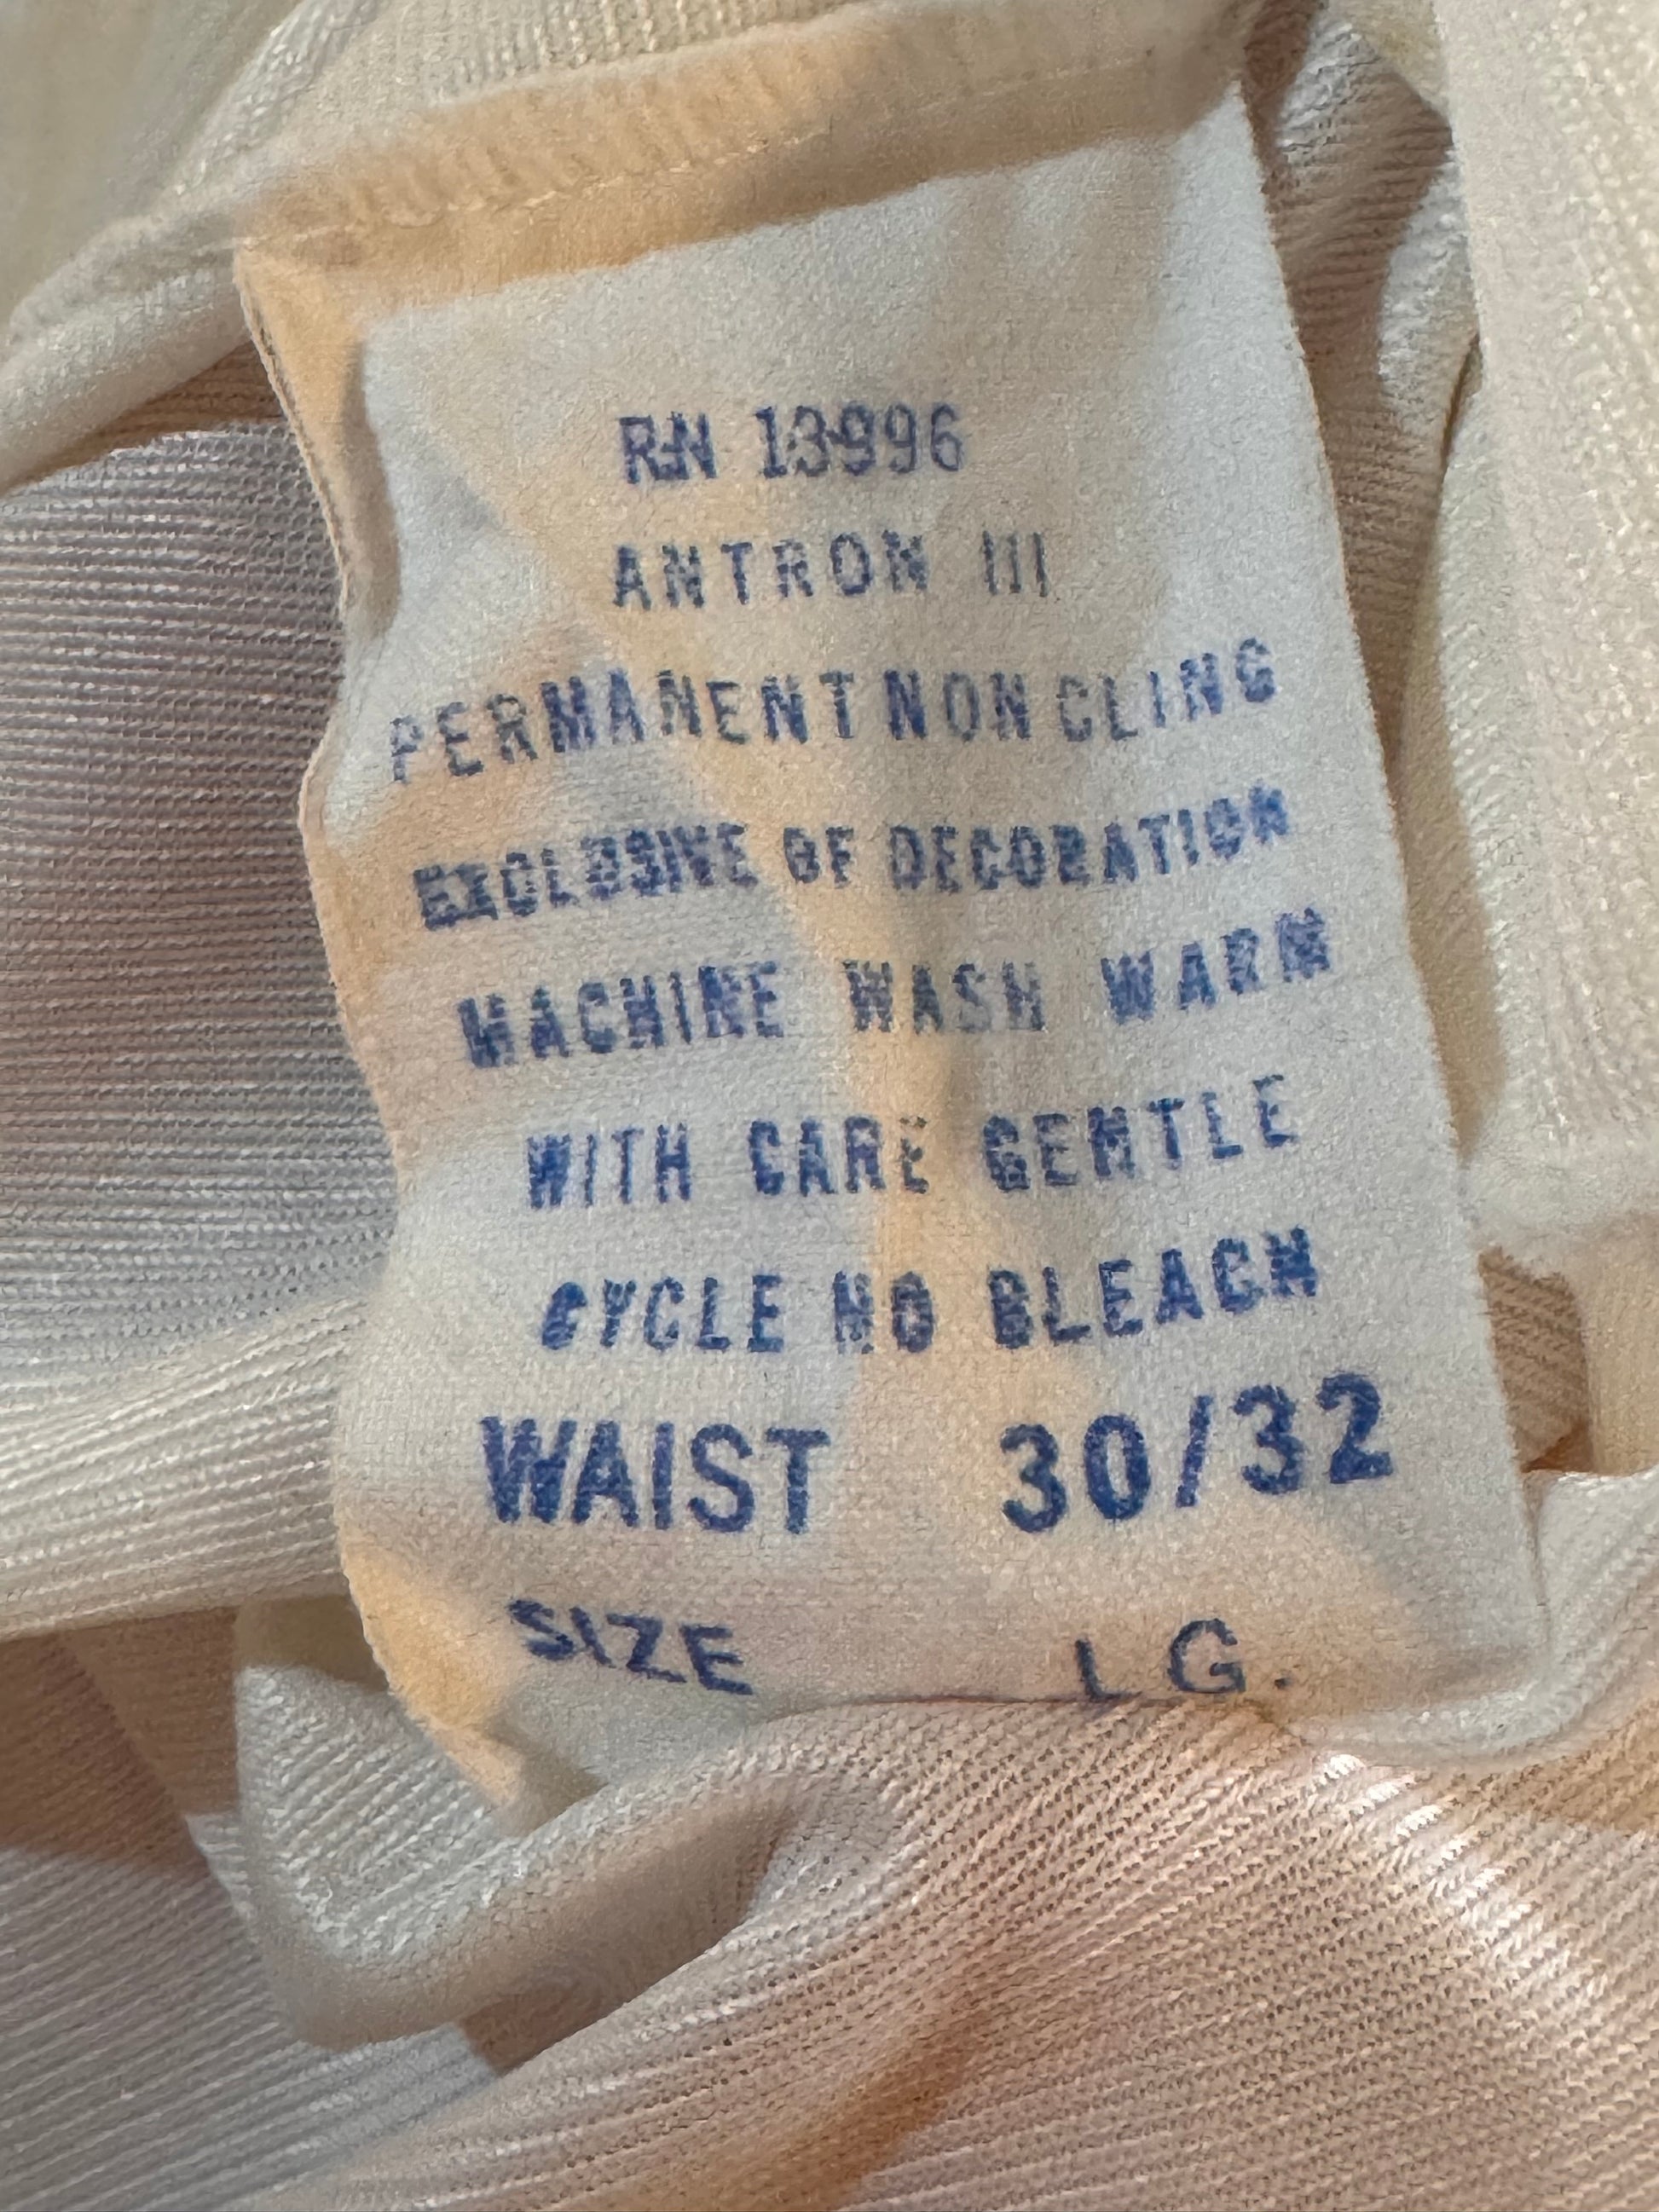 RN 13996
ANTRON III
PERMANENT NON CLING
EXCLUSIVE OF DECORATION
MACHINE WASH WARM
WITH CARE GENTLE
CYCLE NO BLEACH
WAIST 30/32
SIZE LG.